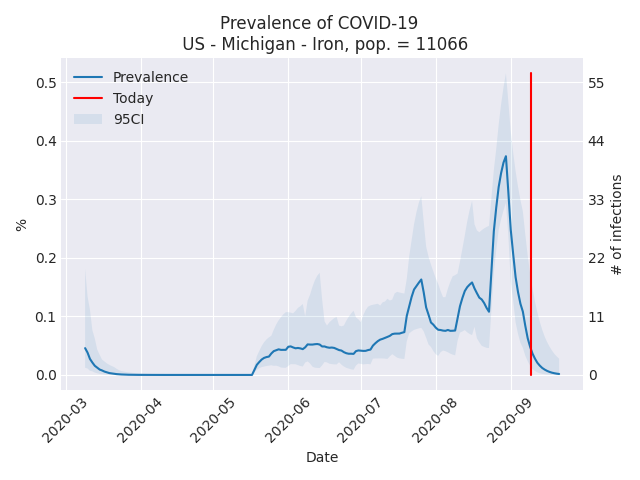 Prevalence of COVID-19
US - Michigan - Iron, pop. = 11066
Prevalence
Today
95CI
%
0.5
0.4
0.3
0.2
0.1
0.0
55
44
33
22
11
0
# of infections
2020-03
2020-04
2020-05
2020-06
2020-07
2020-08
2020-09
Date